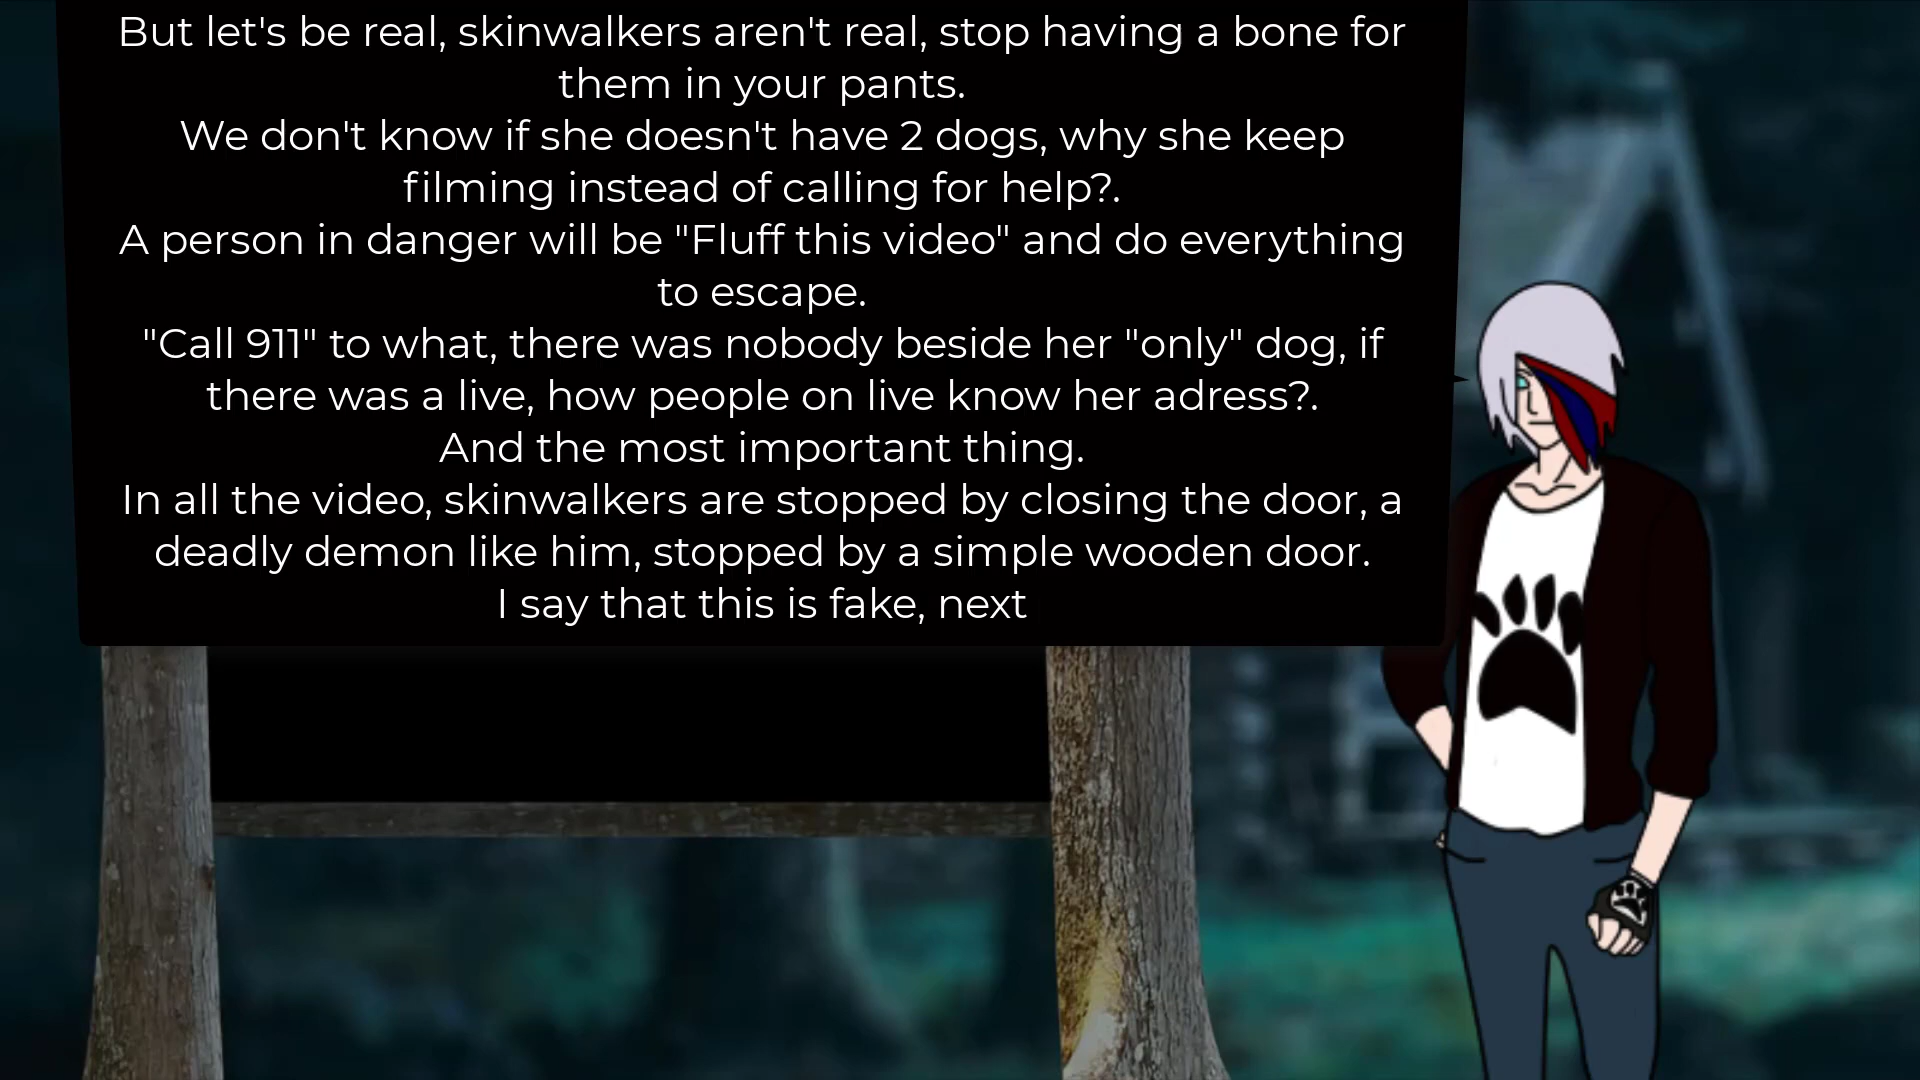 But let's be real, skinwalkers aren't real, stop having a bone for
them in your pants.
We don't know if she doesn't have 2 dogs, why she keep
filming instead of calling for help?.
A person in danger will be "Fluff this video" and do everything
to escape.
"Call 911" to what, there was nobody beside her "only" dog, if
there was a live, how people on live know her adress?.
And the most important thing.
In all the video, skinwalkers are stopped by closing the door, a
deadly demon like him, stopped by a simple wooden door.
I say that this is fake, next